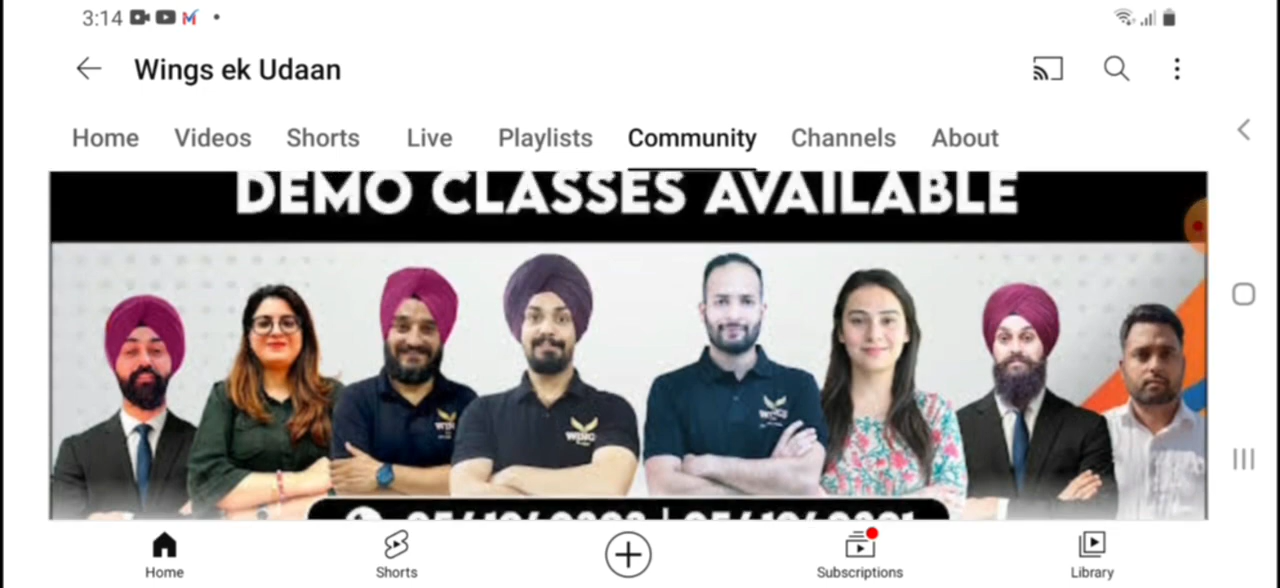 3:14
Wings ek Udaan
Home Videos Shorts Live Playlists Community Channels About
DEMO CLASSES AVAILABLE
WINGS
Home Shorts Subscriptions Library